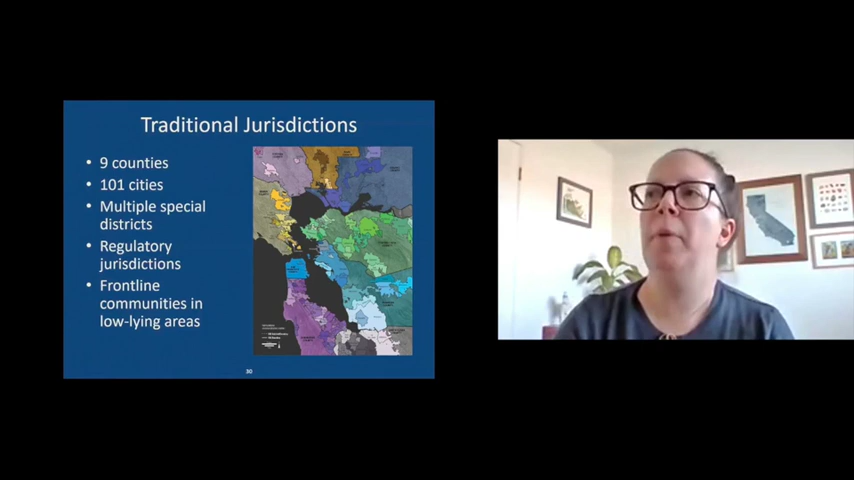 Traditional Jurisdictions
• 9 counties
• 101 cities
• Multiple special
districts
• Regulatory
jurisdictions
• Frontline
communities in
low-lying areas
30